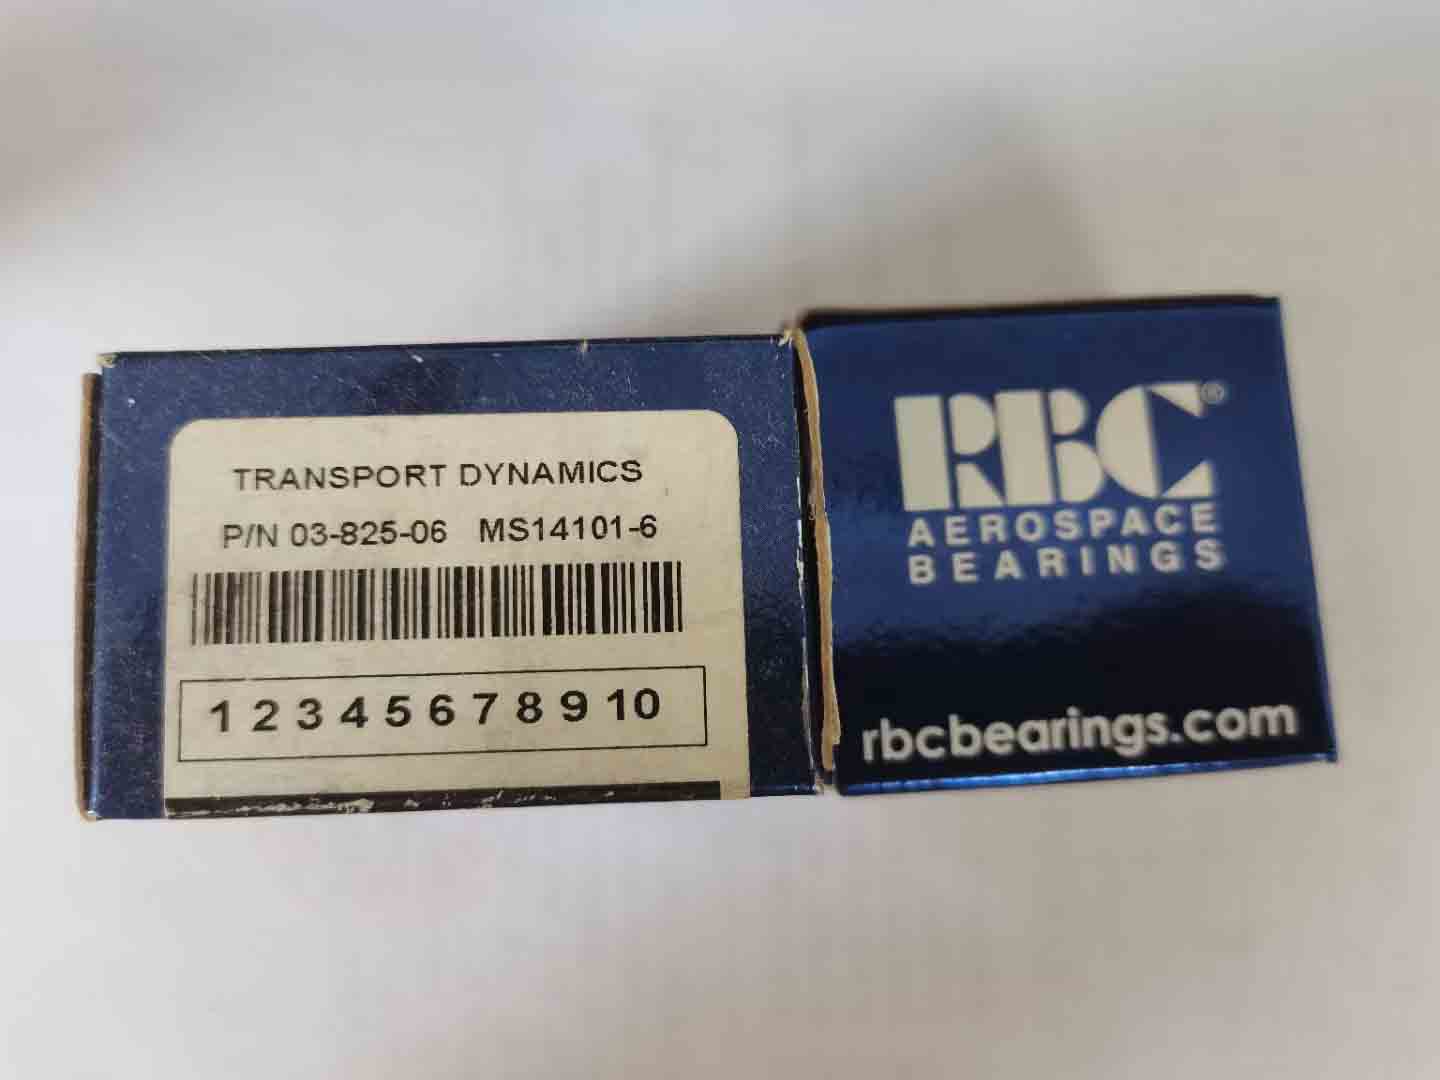 TRANSPORT DYNAMICS
P/N 03-825-06 MS14101-6
1 2 3 4 5 6 7 8 9 10
RBC®
AEROSPACE
BEARINGS
rbcbearings.com